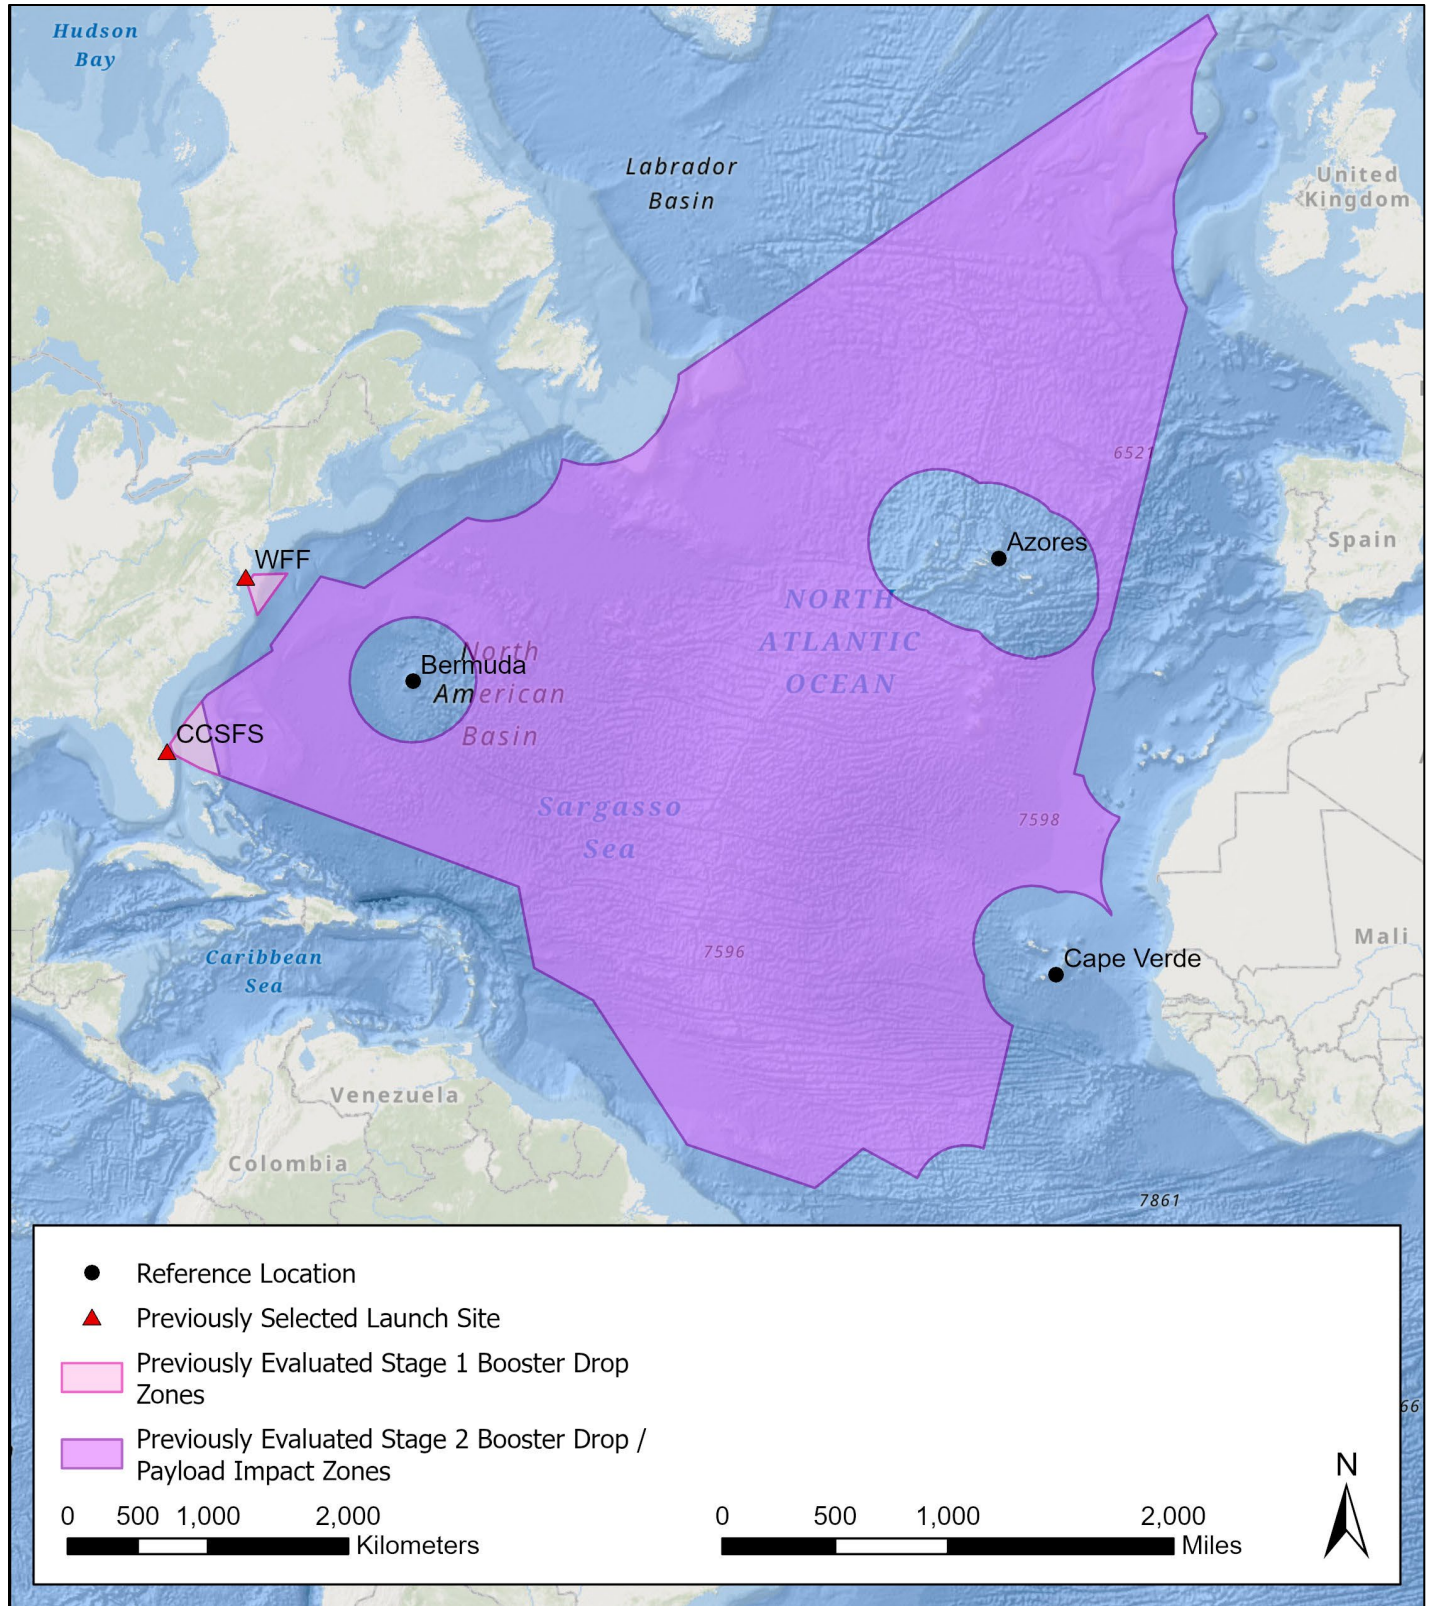 Hudson
Bay
Labrador
Basin
United
Kingdom
6521
Azores
Spain
WFF
NORTH
ATLANTIC
OCEAN
North
Bermuda
American
Basin
CCSFS
Sargasso
Sea
7598
Mali
7596
Caribbean
Sea
Cape Verde
Venezuela
Colombia
7861
Reference Location
Previously Selected Launch Site
Previously Evaluated Stage 1 Booster Drop
Zones
Previously Evaluated Stage 2 Booster Drop /
Payload Impact Zones
N
0 500 1,000 2,000
Kilometers
0 500 1,000 2,000
Miles